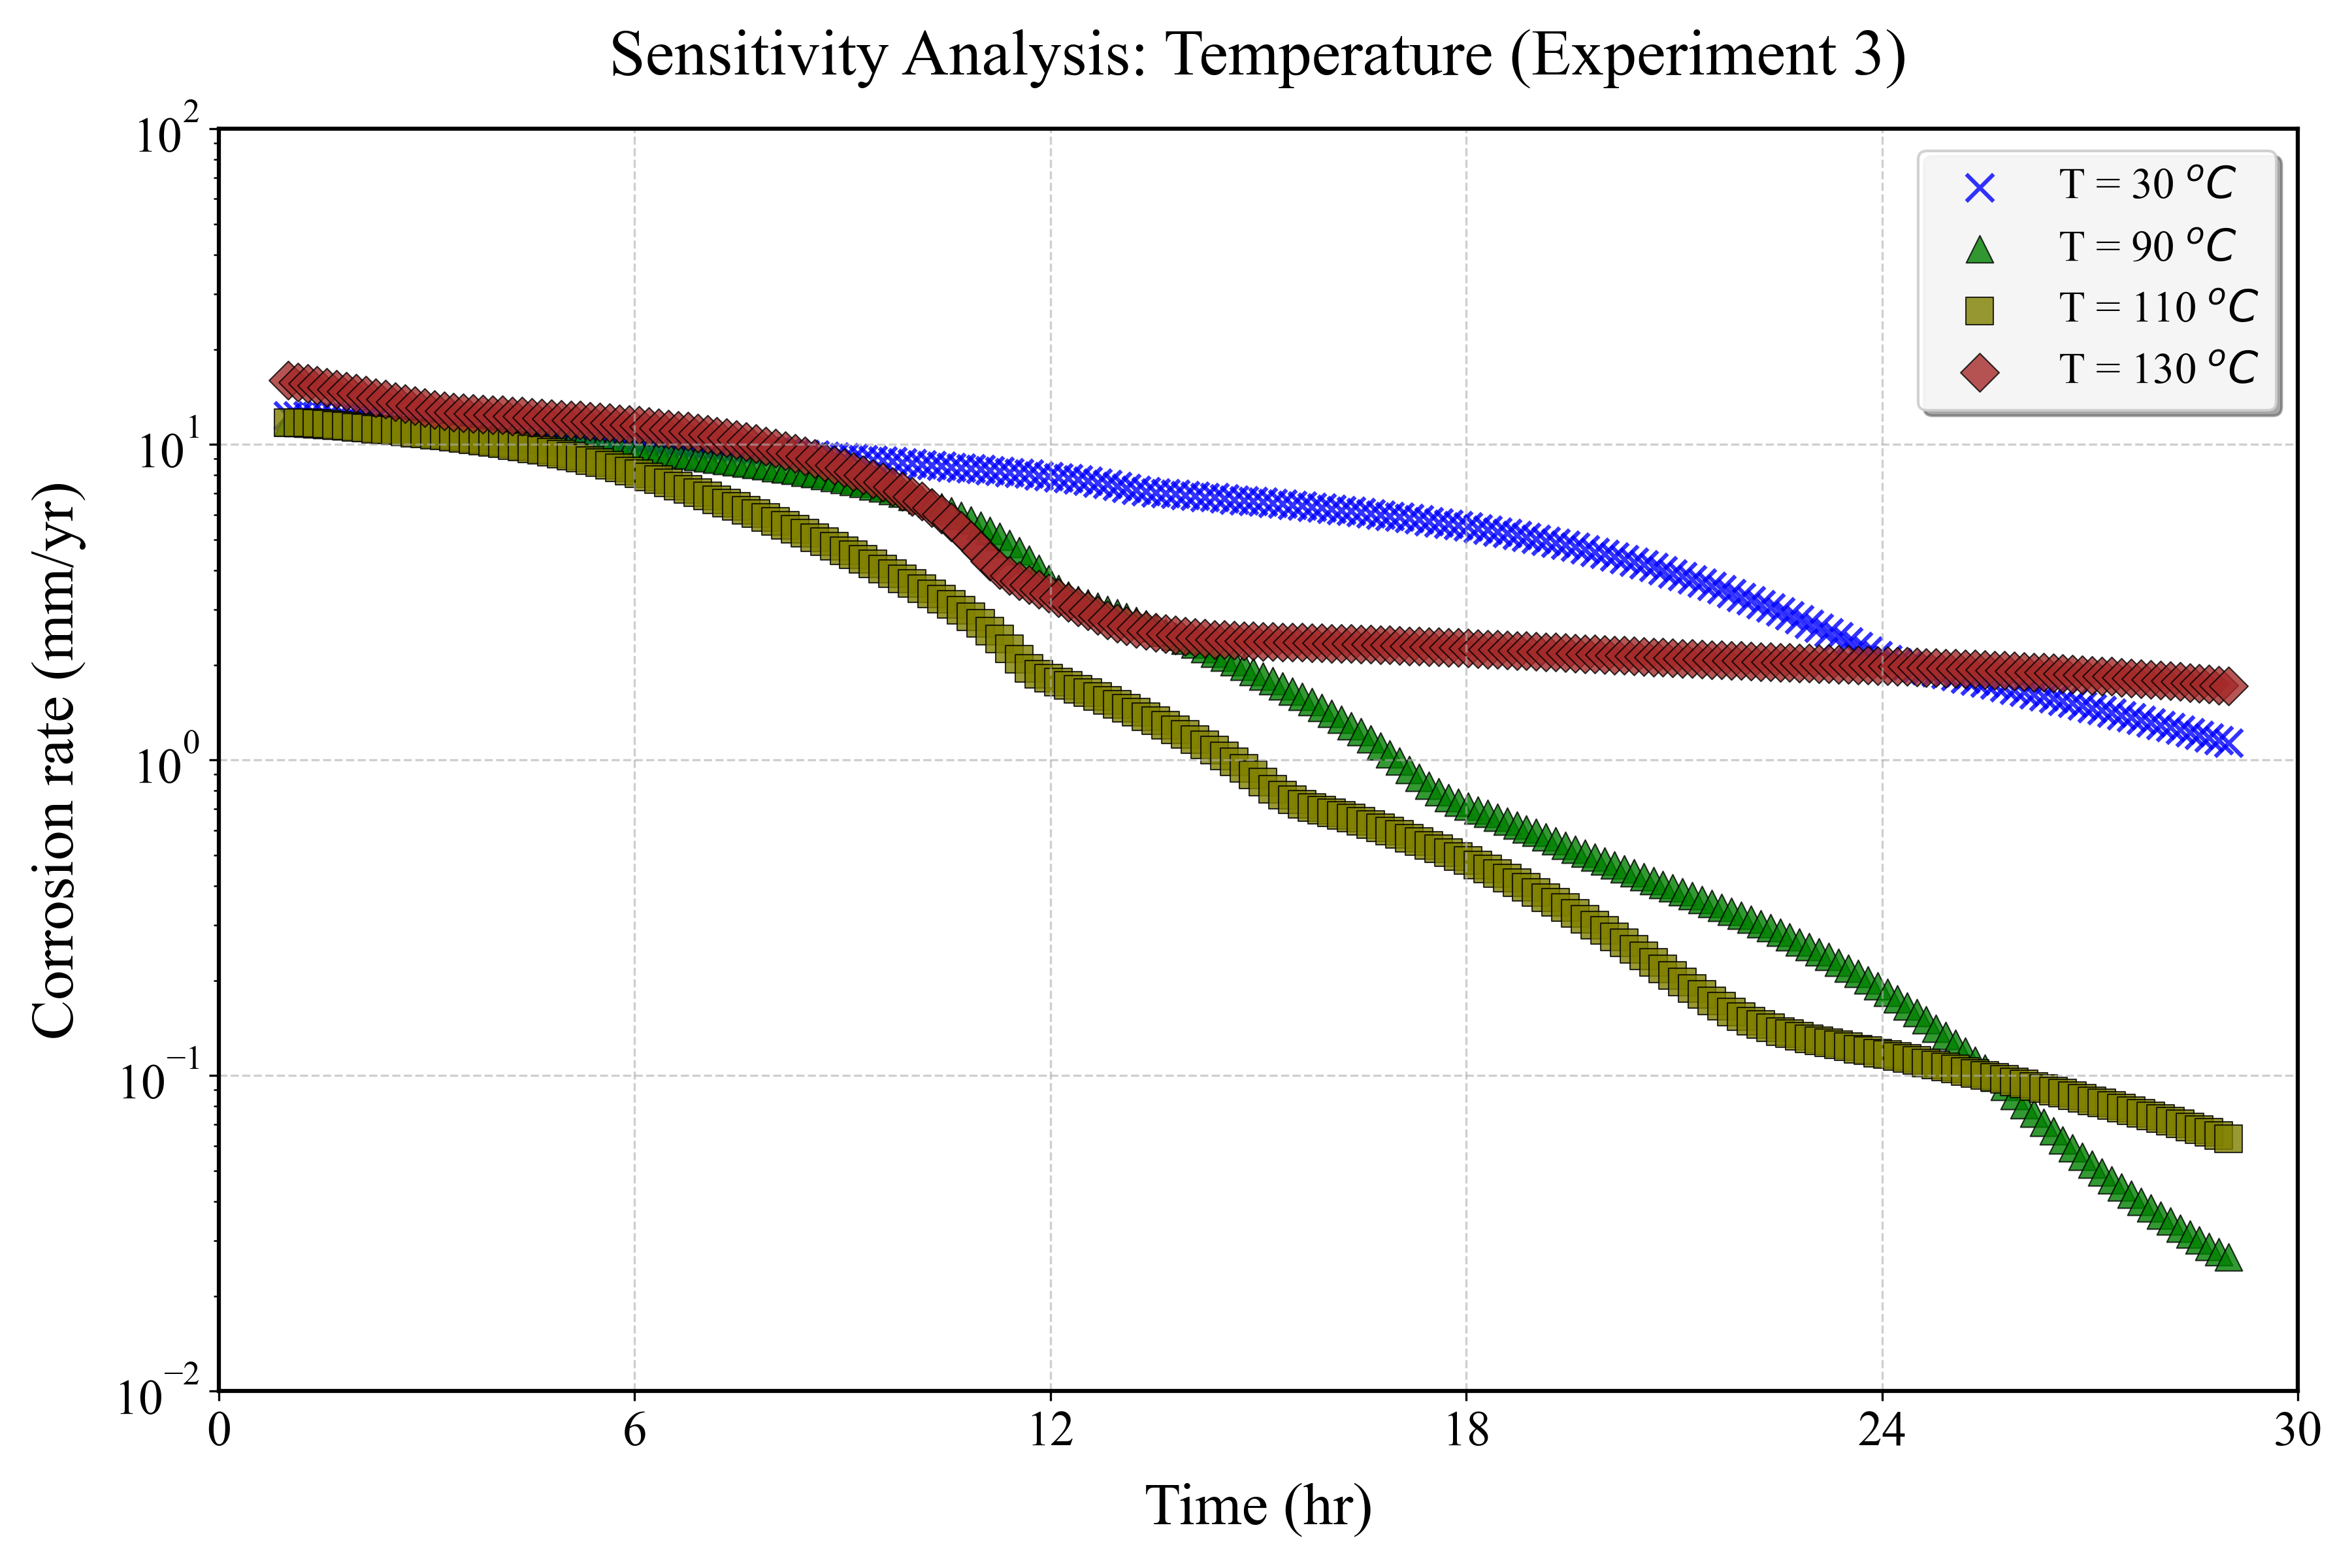 Sensitivity Analysis: Temperature (Experiment 3)
10^2
10^1
10^0
10^−1
10^−2
Corrosion rate (mm/yr)
T = 30 °C
T = 90 °C
T = 110 °C
T = 130 °C
0 6 12 18 24 30
Time (hr)